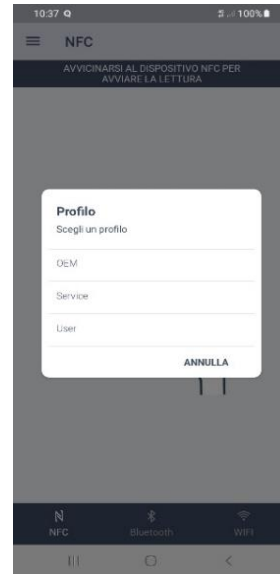 10:37
100%
NFC
AVVICINARSI AL DISPOSITIVO NFC PER
AVVIARE LA LETTURA
Profilo
Scegli un profilo
OEM
Service
User
ANNULLA
NFC
Bluetooth
WIFI